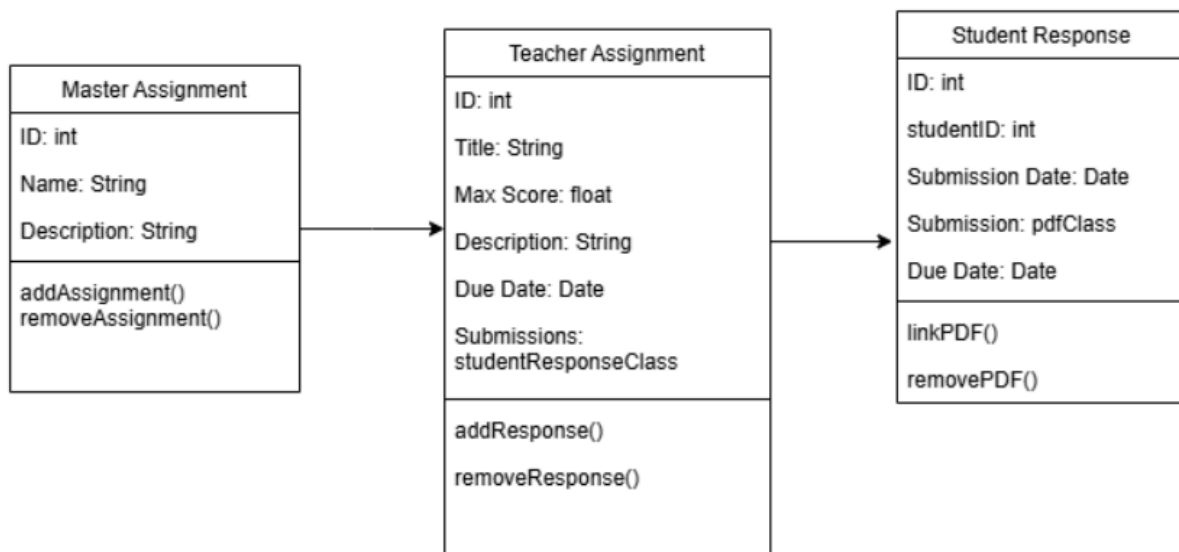 Master Assignment
ID: int
Name: String
Description: String
addAssignment()
removeAssignment()
Teacher Assignment
ID: int
Title: String
Max Score: float
Description: String
Due Date: Date
Submissions:
studentResponseClass
addResponse()
removeResponse()
Student Response
ID: int
studentID: int
Submission Date: Date
Submission: pdfClass
Due Date: Date
linkPDF()
removePDF()